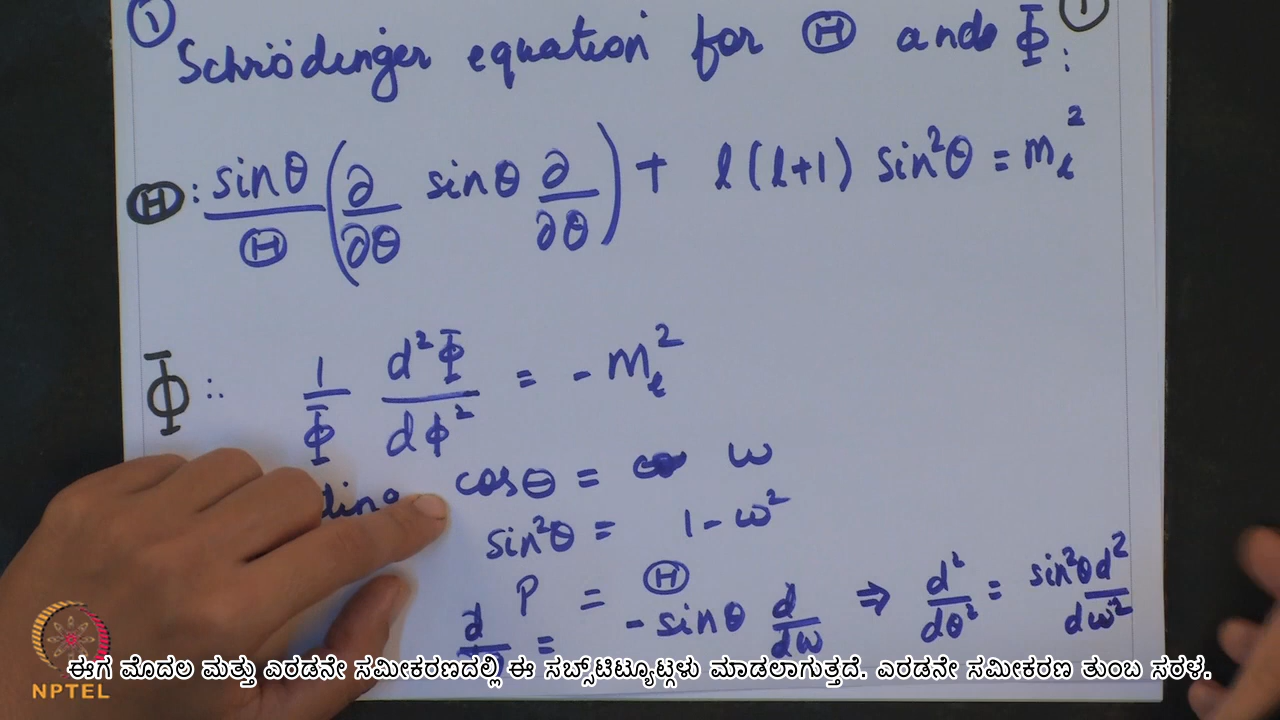 ①
Schrödinger equation for Ⓗ and Φ:
Ⓗ: sinθ/Ⓗ (∂/∂θ sinθ ∂/∂θ) + l(l+1) sin²θ = m_l²
Φ:: 1/Φ d²Φ/dϕ² = - m_l²
cosθ = ω
sin²θ = 1-ω²
P = Ⓗ
= -sinθ d/dω ⇒ d²/dθ² = sin²θ d²/dω²
ಈಗ ಮೊದಲ ಮತ್ತು ಎರಡನೇ ಸಮೀಕರಣದಲ್ಲಿ ಈ ಸಬ್ಸ್ಟಿಟ್ಯೂಟ್ಗಳು ಮಾಡಲಾಗುತ್ತದೆ. ಎರಡನೇ ಸಮೀಕರಣ ತುಂಬ ಸರಳ.
NPTEL